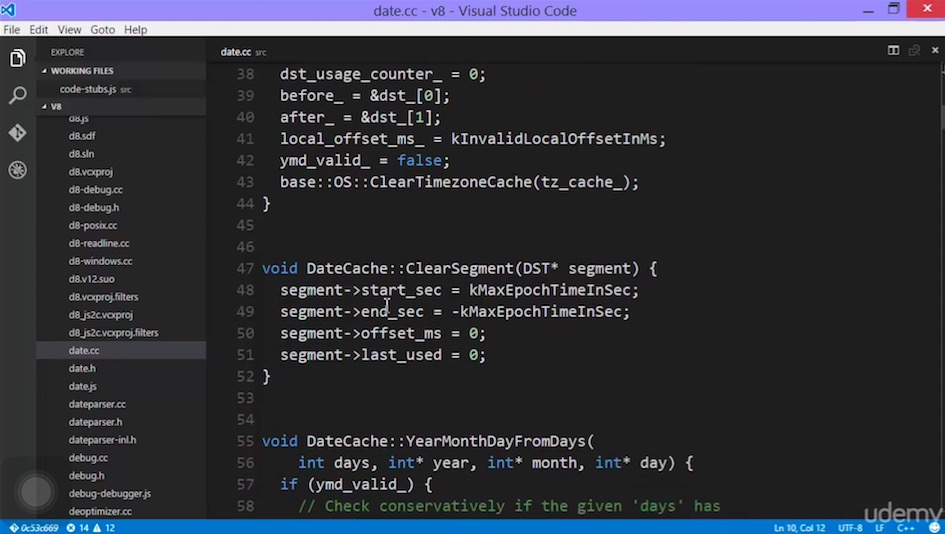 date.cc - v8 - Visual Studio Code
File Edit View Goto Help
EXPLORE
WORKING FILES
code-stubs.js src
V8
d8.js
d8.sdf
d8.sln
d8.vcxproj
d8-debug.cc
d8-debug.h
d8-posix.cc
d8-readline.cc
d8-windows.cc
d8.v12.suo
d8.vcxproj.filters
d8_js2c.vcxproj
d8_js2c.vcxproj.filters
date.cc
date.h
date.js
dateparser.cc
dateparser.h
dateparser-inl.h
debug.cc
debug.h
debug-debugger.js
deoptimizer.cc
date.cc src
38 dst_usage_counter_ = 0;
39 before_ = &dst_[0];
40 after_ = &dst_[1];
41 local_offset_ms_ = kInvalidLocalOffsetInMs;
42 ymd_valid_ = false;
43 base::OS::ClearTimezoneCache(tz_cache_);
44 }
45
46
47 void DateCache::ClearSegment(DST* segment) {
48 segment->start_sec = kMaxEpochTimeInSec;
49 segment->end_sec = -kMaxEpochTimeInSec;
50 segment->offset_ms = 0;
51 segment->last_used = 0;
52 }
53
54
55 void DateCache::YearMonthDayFromDays(
56 int days, int* year, int* month, int* day) {
57 if (ymd_valid_) {
58 // Check conservatively if the given 'days' has
udemy
0c53c669 14 12
Ln 10, Col 12 UTF-8 LF C++